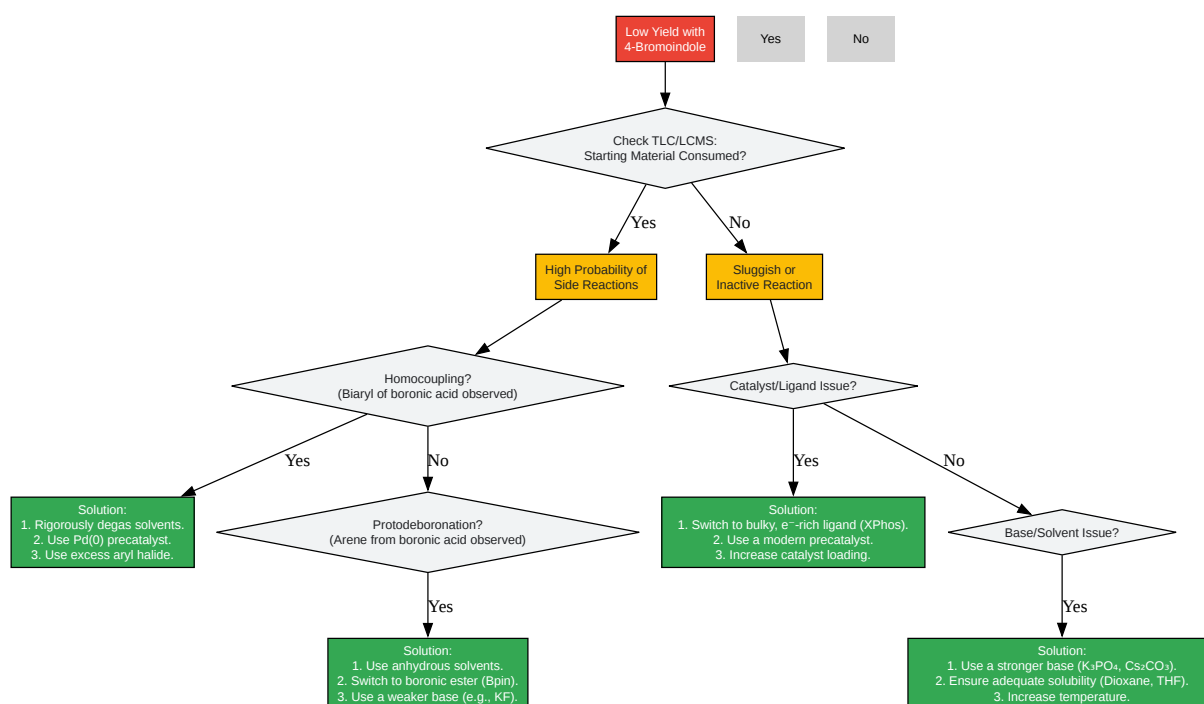 Low Yield with
4-Bromoindole
Yes
No
Check TLC/LCMS:
Starting Material Consumed?
Yes
No
High Probability of
Side Reactions
Sluggish or
Inactive Reaction
Homocoupling?
(Biaryl of boronic acid observed)
Catalyst/Ligand Issue?
Yes
No
Yes
No
Solution:
1. Rigorously degas solvents.
2. Use Pd(0) precatalyst.
3. Use excess aryl halide.
Protodeboronation?
(Arene from boronic acid observed)
Solution:
1. Switch to bulky, e⁻-rich ligand (XPhos).
2. Use a modern precatalyst.
3. Increase catalyst loading.
Base/Solvent Issue?
Yes
Yes
Solution:
1. Use anhydrous solvents.
2. Switch to boronic ester (Bpin).
3. Use a weaker base (e.g., KF).
Solution:
1. Use a stronger base (K₃PO₄, Cs₂CO₃).
2. Ensure adequate solubility (Dioxane, THF).
3. Increase temperature.